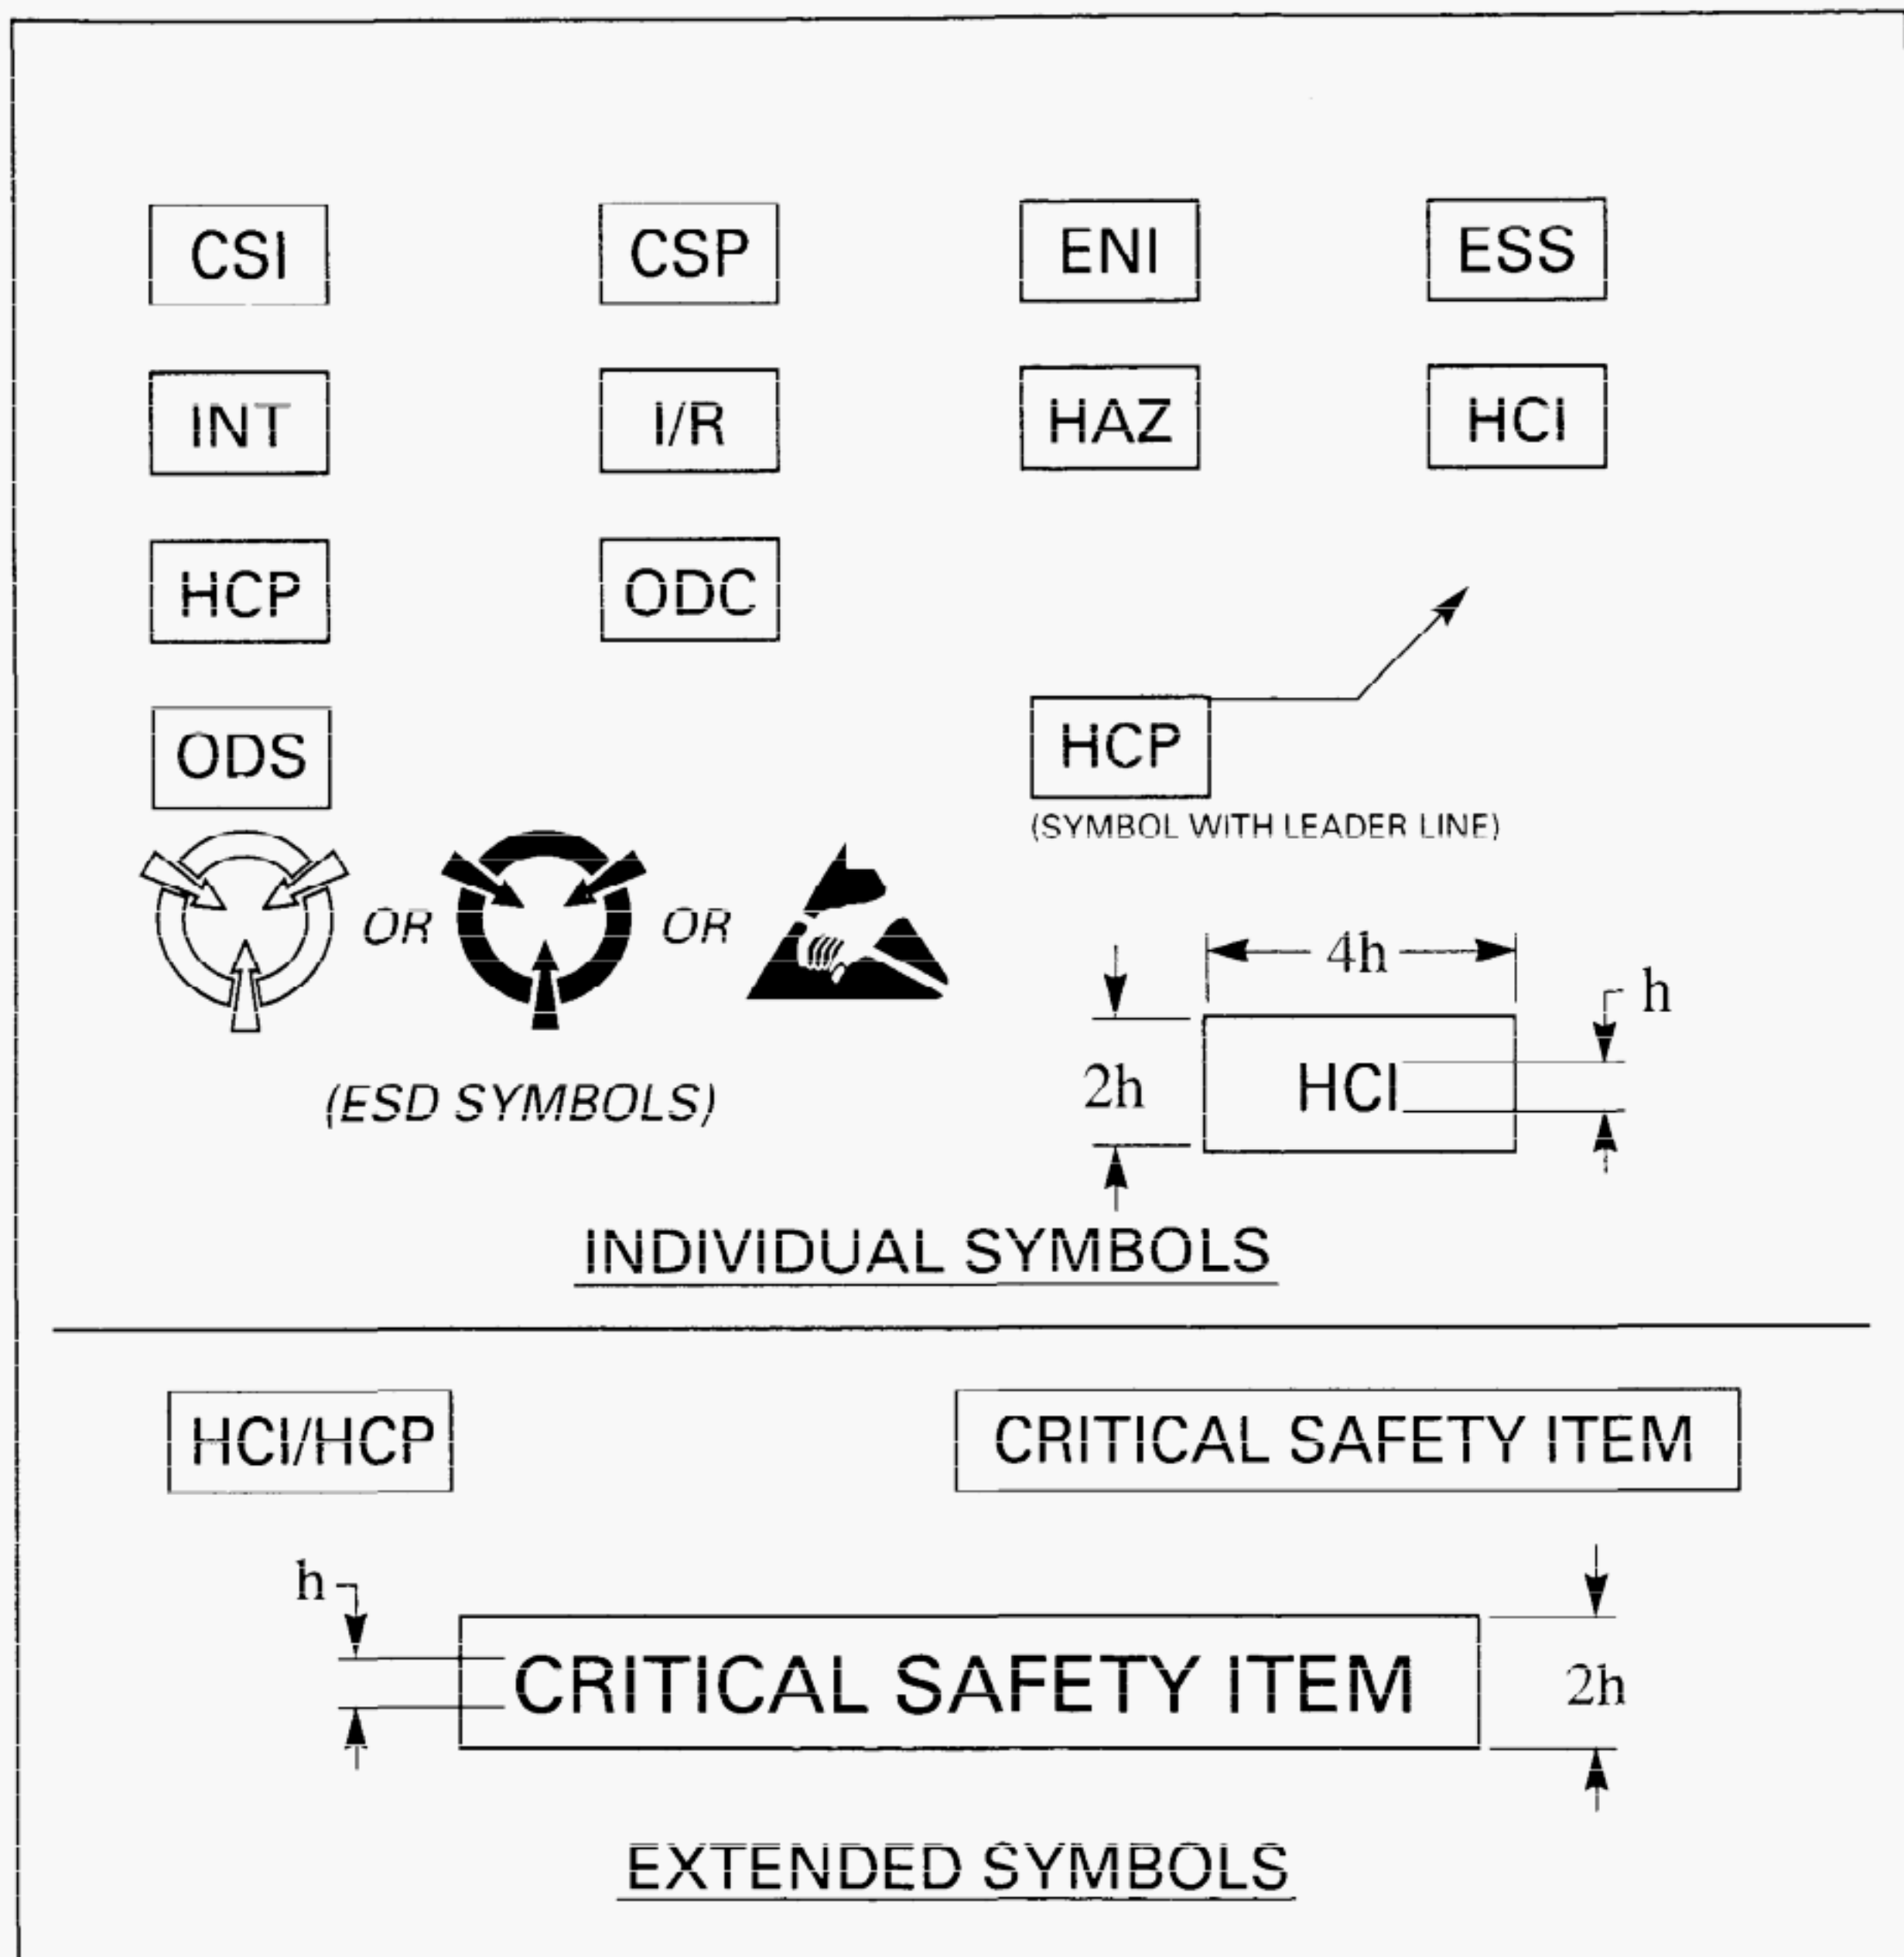 CSI CSP ENI ESS
INT I/R HAZ HCI
HCP ODC
ODS HCP
(SYMBOL WITH LEADER LINE)
OR OR
4h
h
2h HCI
(ESD SYMBOLS)
INDIVIDUAL SYMBOLS
HCI/HCP CRITICAL SAFETY ITEM
h
CRITICAL SAFETY ITEM 2h
EXTENDED SYMBOLS